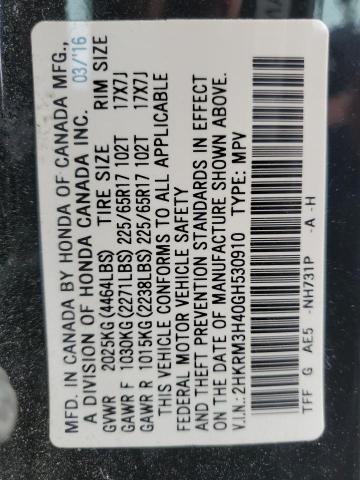 MFD. IN CANADA BY HONDA OF CANADA MFG.,
A DIVISION OF HONDA CANADA INC. 03/'16
GVWR 2025KG (4464LBS) TIRE SIZE RIM SIZE
GAWR F 1030KG (2271LBS) 225/65R17 102T 17X7J
GAWR R 1015KG (2238LBS) 225/65R17 102T 17X7J
THIS VEHICLE CONFORMS TO ALL APPLICABLE
FEDERAL MOTOR VEHICLE SAFETY
AND THEFT PREVENTION STANDARDS IN EFFECT
ON THE DATE OF MANUFACTURE SHOWN ABOVE.
V.I.N.: 2HKRM3H40GH530910 TYPE: MPV
TFF G AE5 -NH731P -A -H